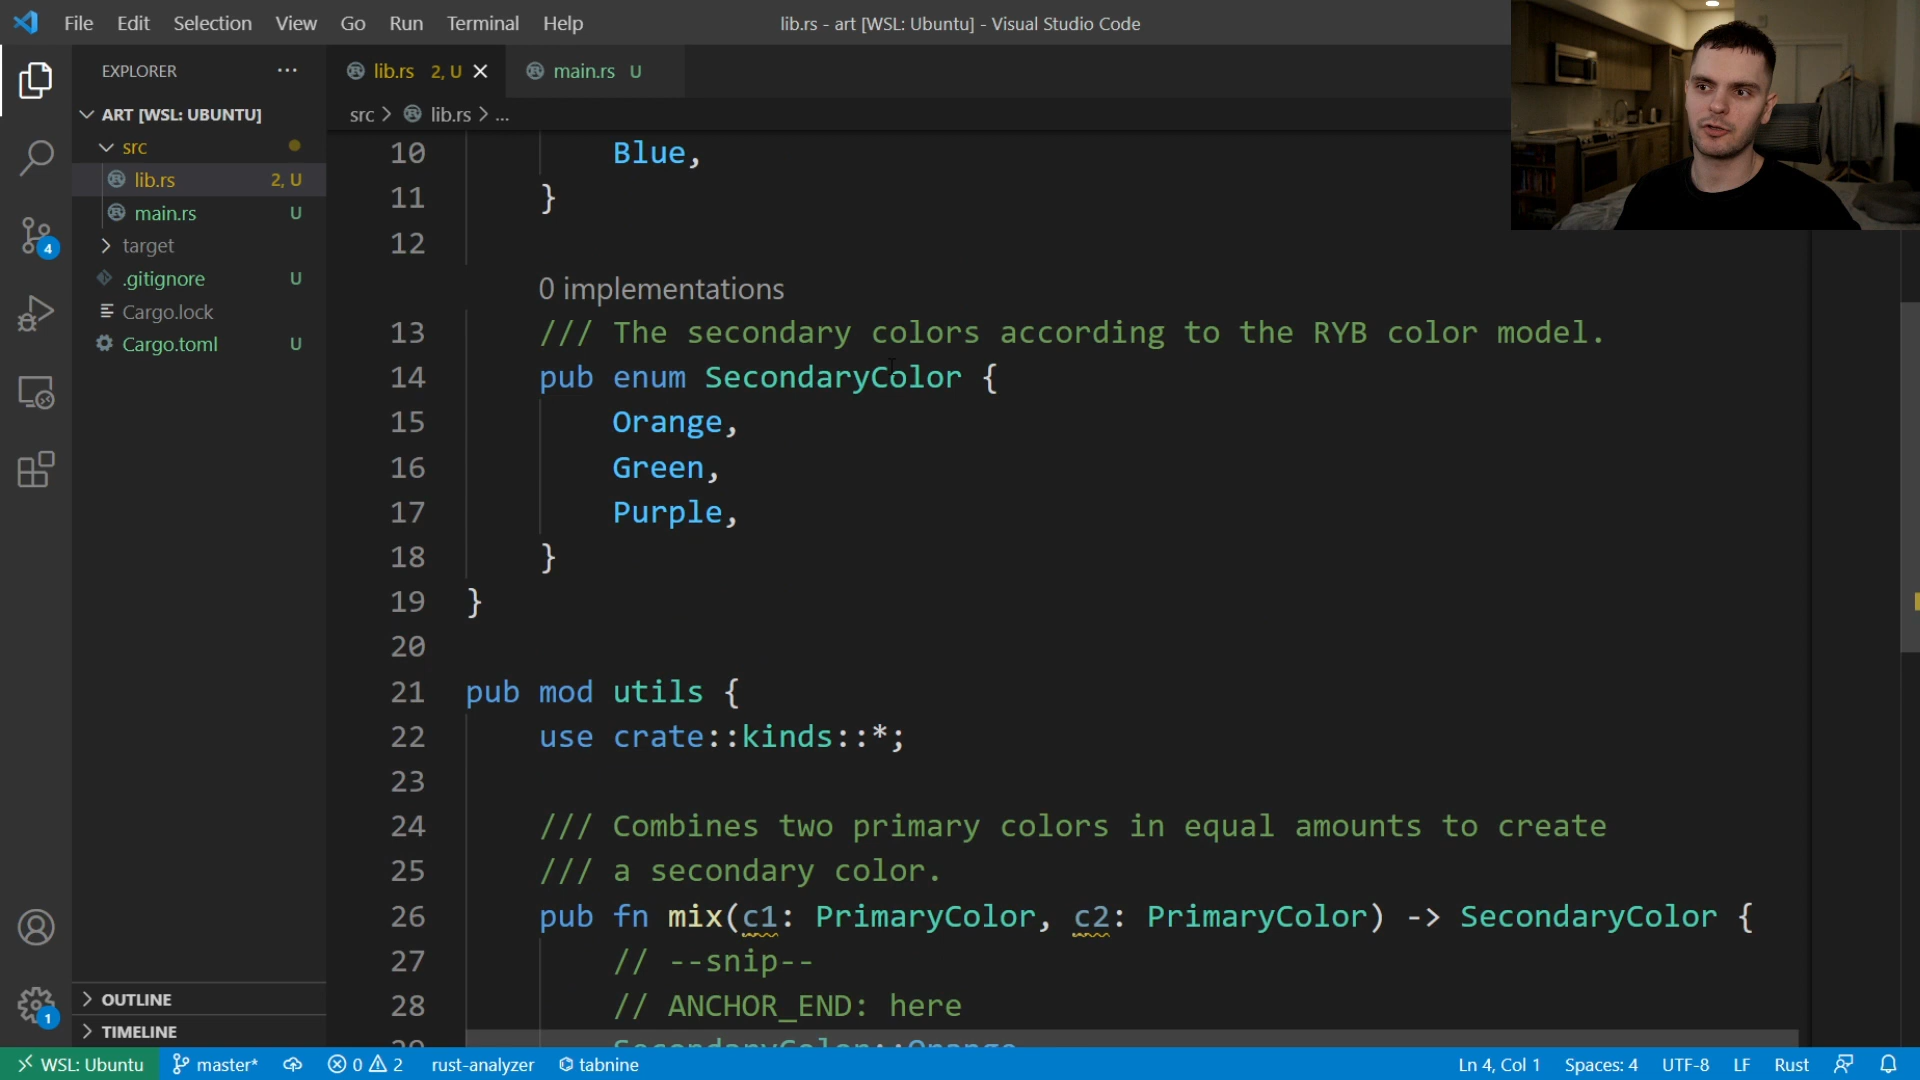 File Edit Selection View Go Run Terminal Help
lib.rs - art [WSL: Ubuntu] - Visual Studio Code
EXPLORER ...
ART [WSL: UBUNTU]
src
lib.rs 2, U
main.rs U
target
.gitignore U
Cargo.lock
Cargo.toml U
OUTLINE
TIMELINE
4
1
lib.rs 2, U
main.rs U
src > lib.rs > ...
10 Blue,
11 }
12
0 implementations
13 /// The secondary colors according to the RYB color model.
14 pub enum SecondaryColor {
15 Orange,
16 Green,
17 Purple,
18 }
19 }
20
21 pub mod utils {
22 use crate::kinds::*;
23
24 /// Combines two primary colors in equal amounts to create
25 /// a secondary color.
26 pub fn mix(c1: PrimaryColor, c2: PrimaryColor) -> SecondaryColor {
27 // --snip--
28 // ANCHOR_END: here
29 SecondaryColor::Orange
WSL: Ubuntu master* 0 2 rust-analyzer tabnine Ln 4, Col 1 Spaces: 4 UTF-8 LF Rust